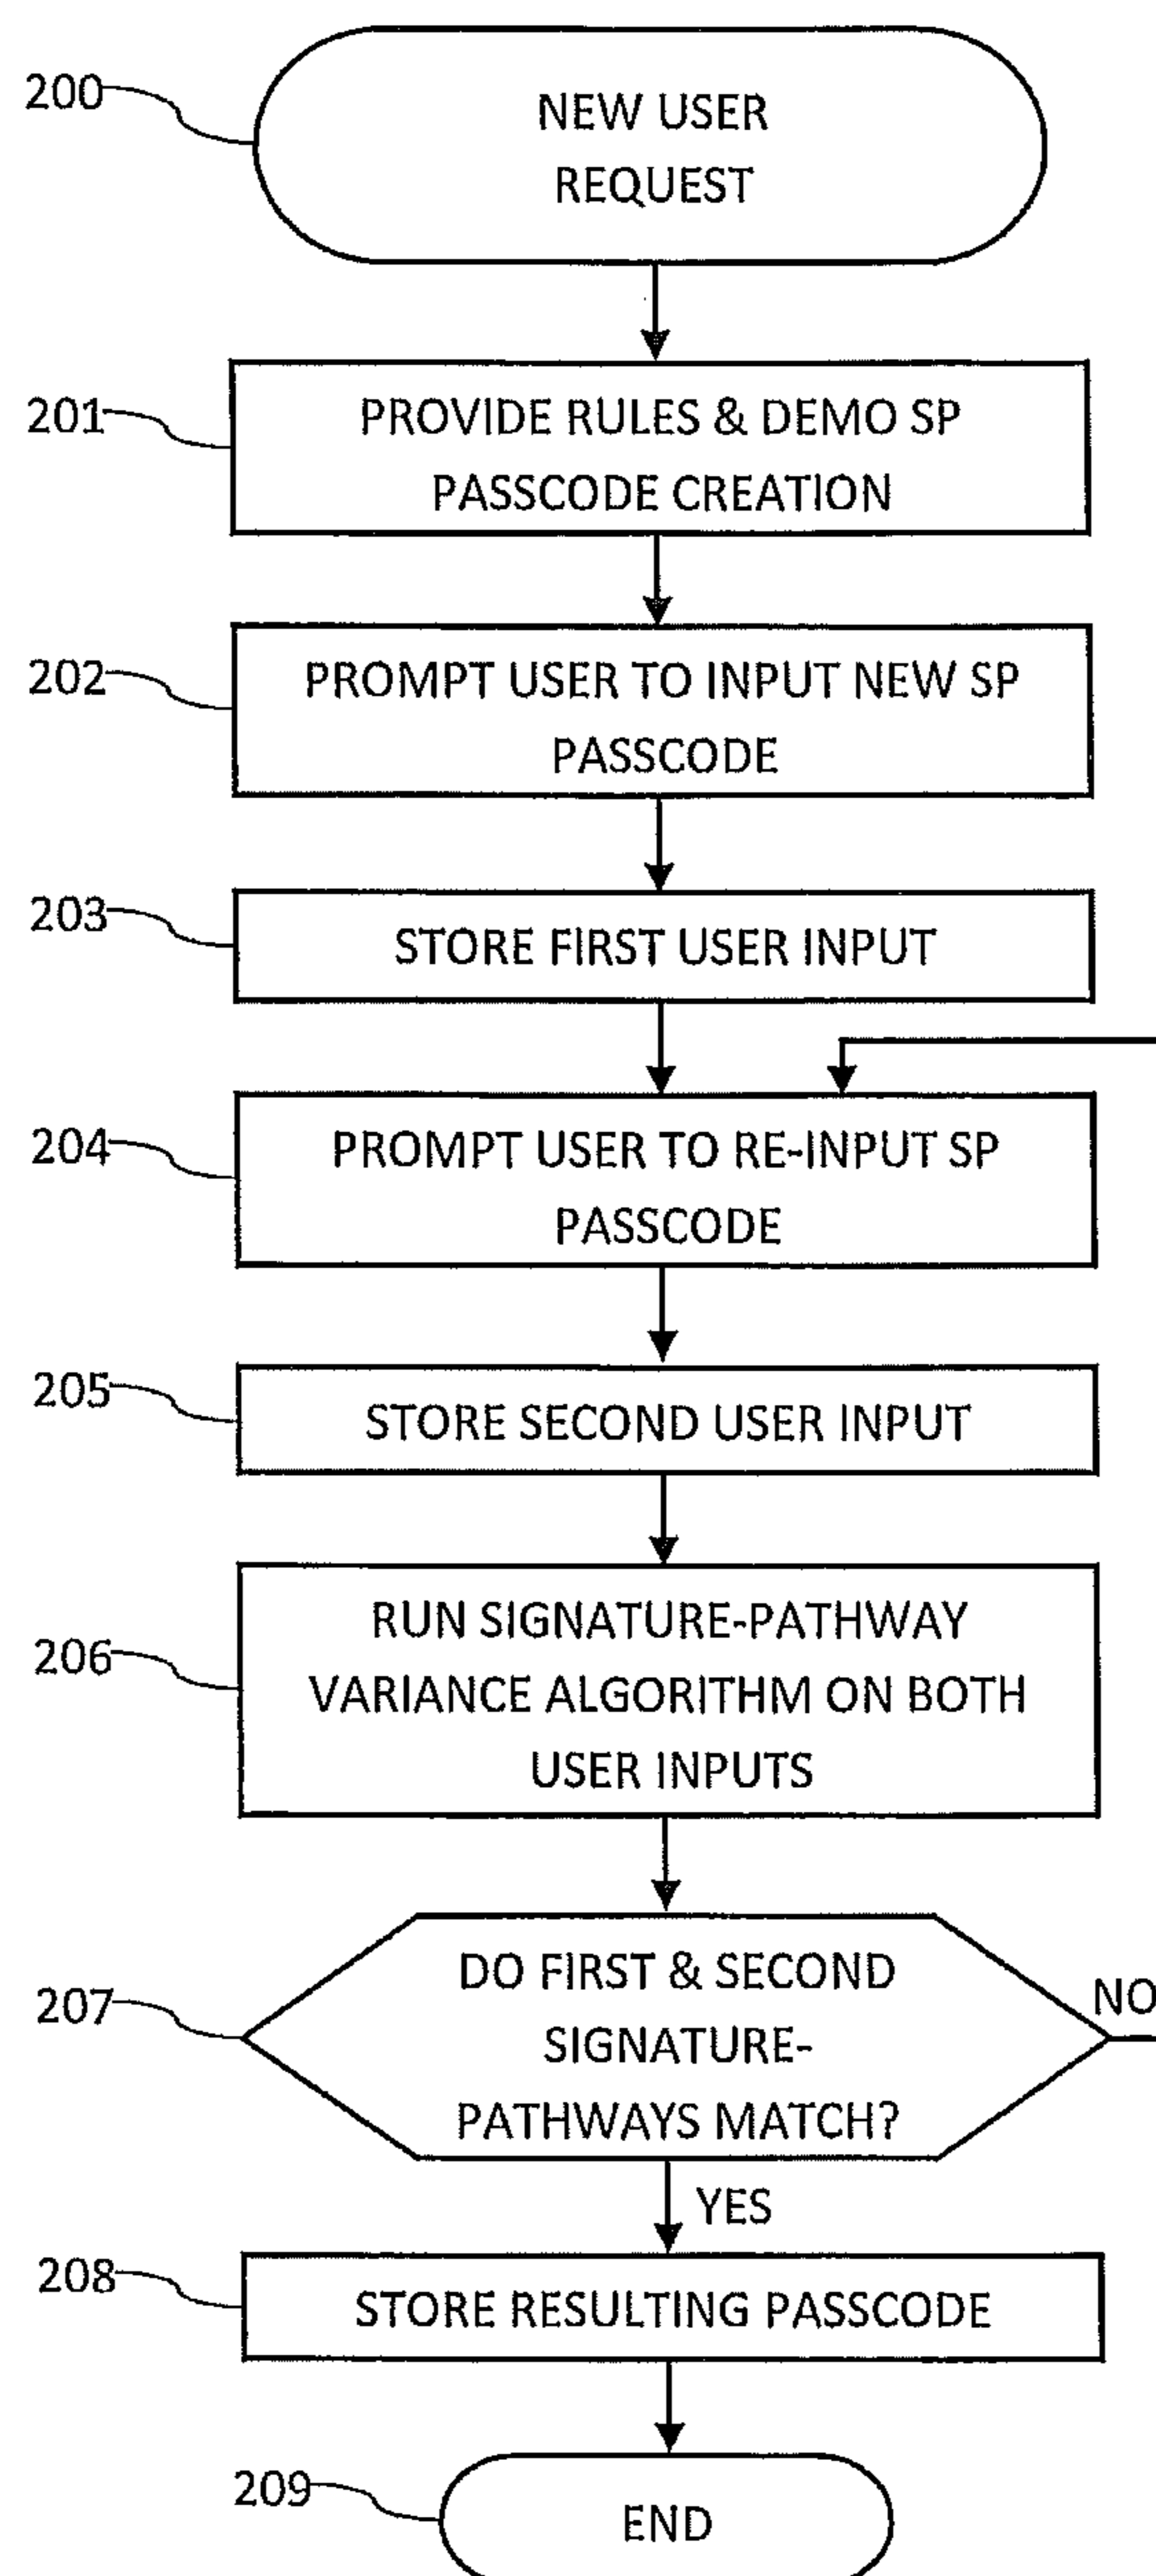 200
NEW USER
REQUEST
201
PROVIDE RULES & DEMO SP
PASSCODE CREATION
202
PROMPT USER TO INPUT NEW SP
PASSCODE
203
STORE FIRST USER INPUT
204
PROMPT USER TO RE-INPUT SP
PASSCODE
205
STORE SECOND USER INPUT
206
RUN SIGNATURE-PATHWAY
VARIANCE ALGORITHM ON BOTH
USER INPUTS
207
DO FIRST & SECOND
SIGNATURE-
PATHWAYS MATCH?
NO
YES
208
STORE RESULTING PASSCODE
209
END